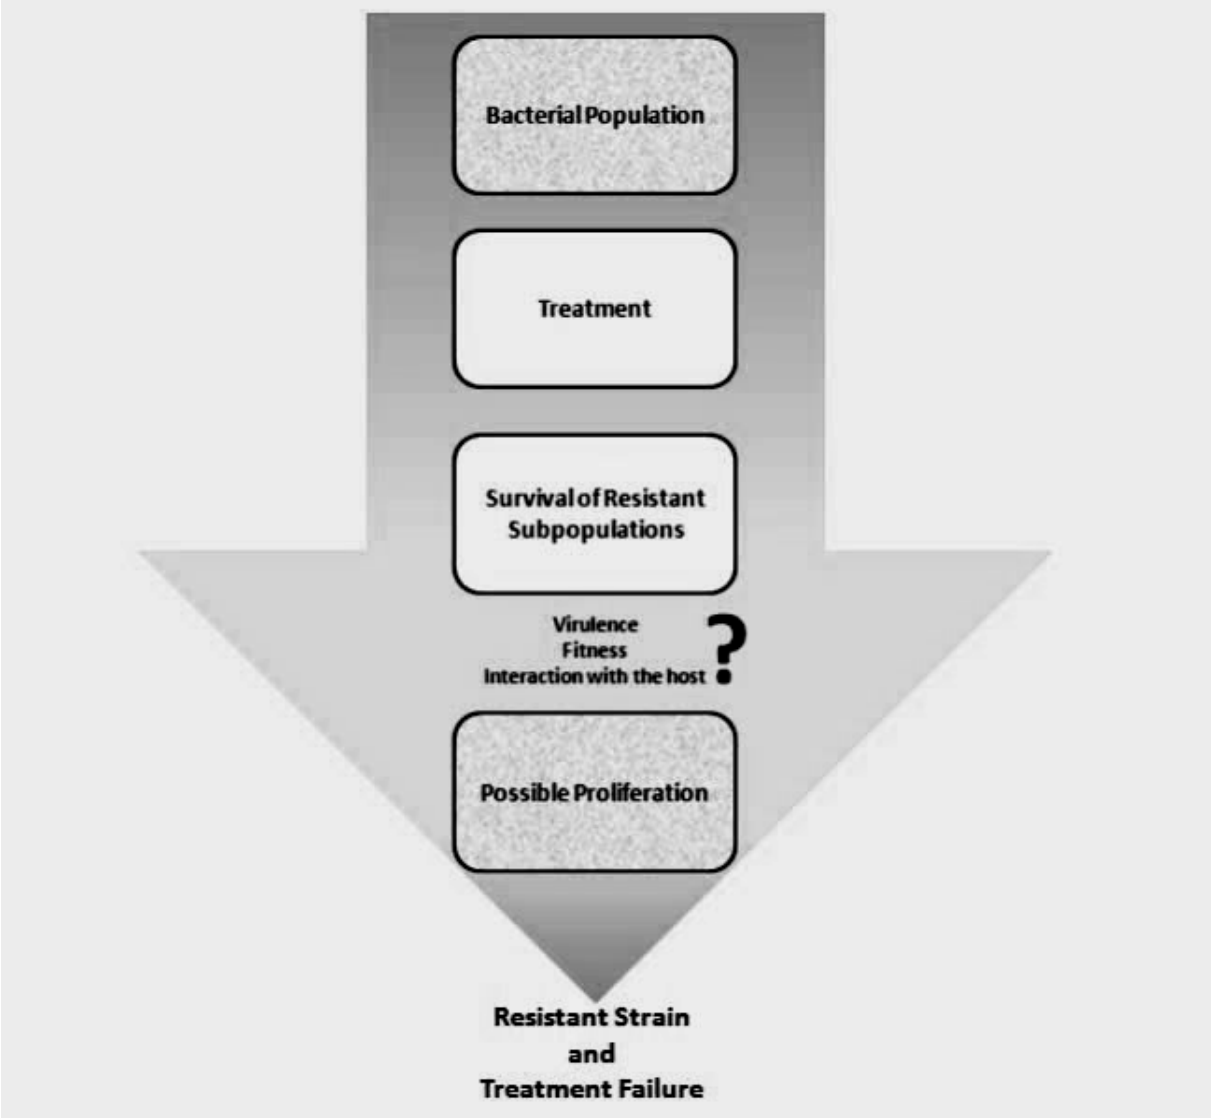 Bacterial Population
Treatment
Survival of Resistant
Subpopulations
Virulence
Fitness
Interaction with the host ?
Possible Proliferation
Resistant Strain
and
Treatment Failure